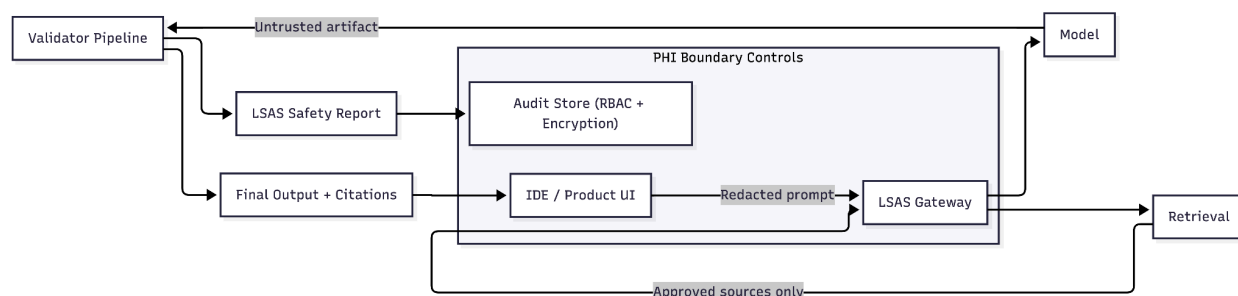 Untrusted artifact
Validator Pipeline
Model
PHI Boundary Controls
LSAS Safety Report
Audit Store (RBAC +
Encryption)
Final Output + Citations
IDE / Product UI
Redacted prompt
LSAS Gateway
Retrieval
Approved sources only